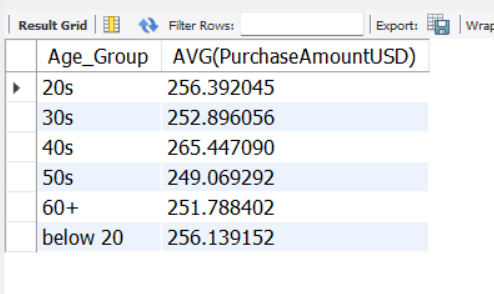 Result Grid Filter Rows: Export: Wrap
Age_Group AVG(PurchaseAmountUSD)
20s 256.392045
30s 252.896056
40s 265.447090
50s 249.069292
60+ 251.788402
below 20 256.139152